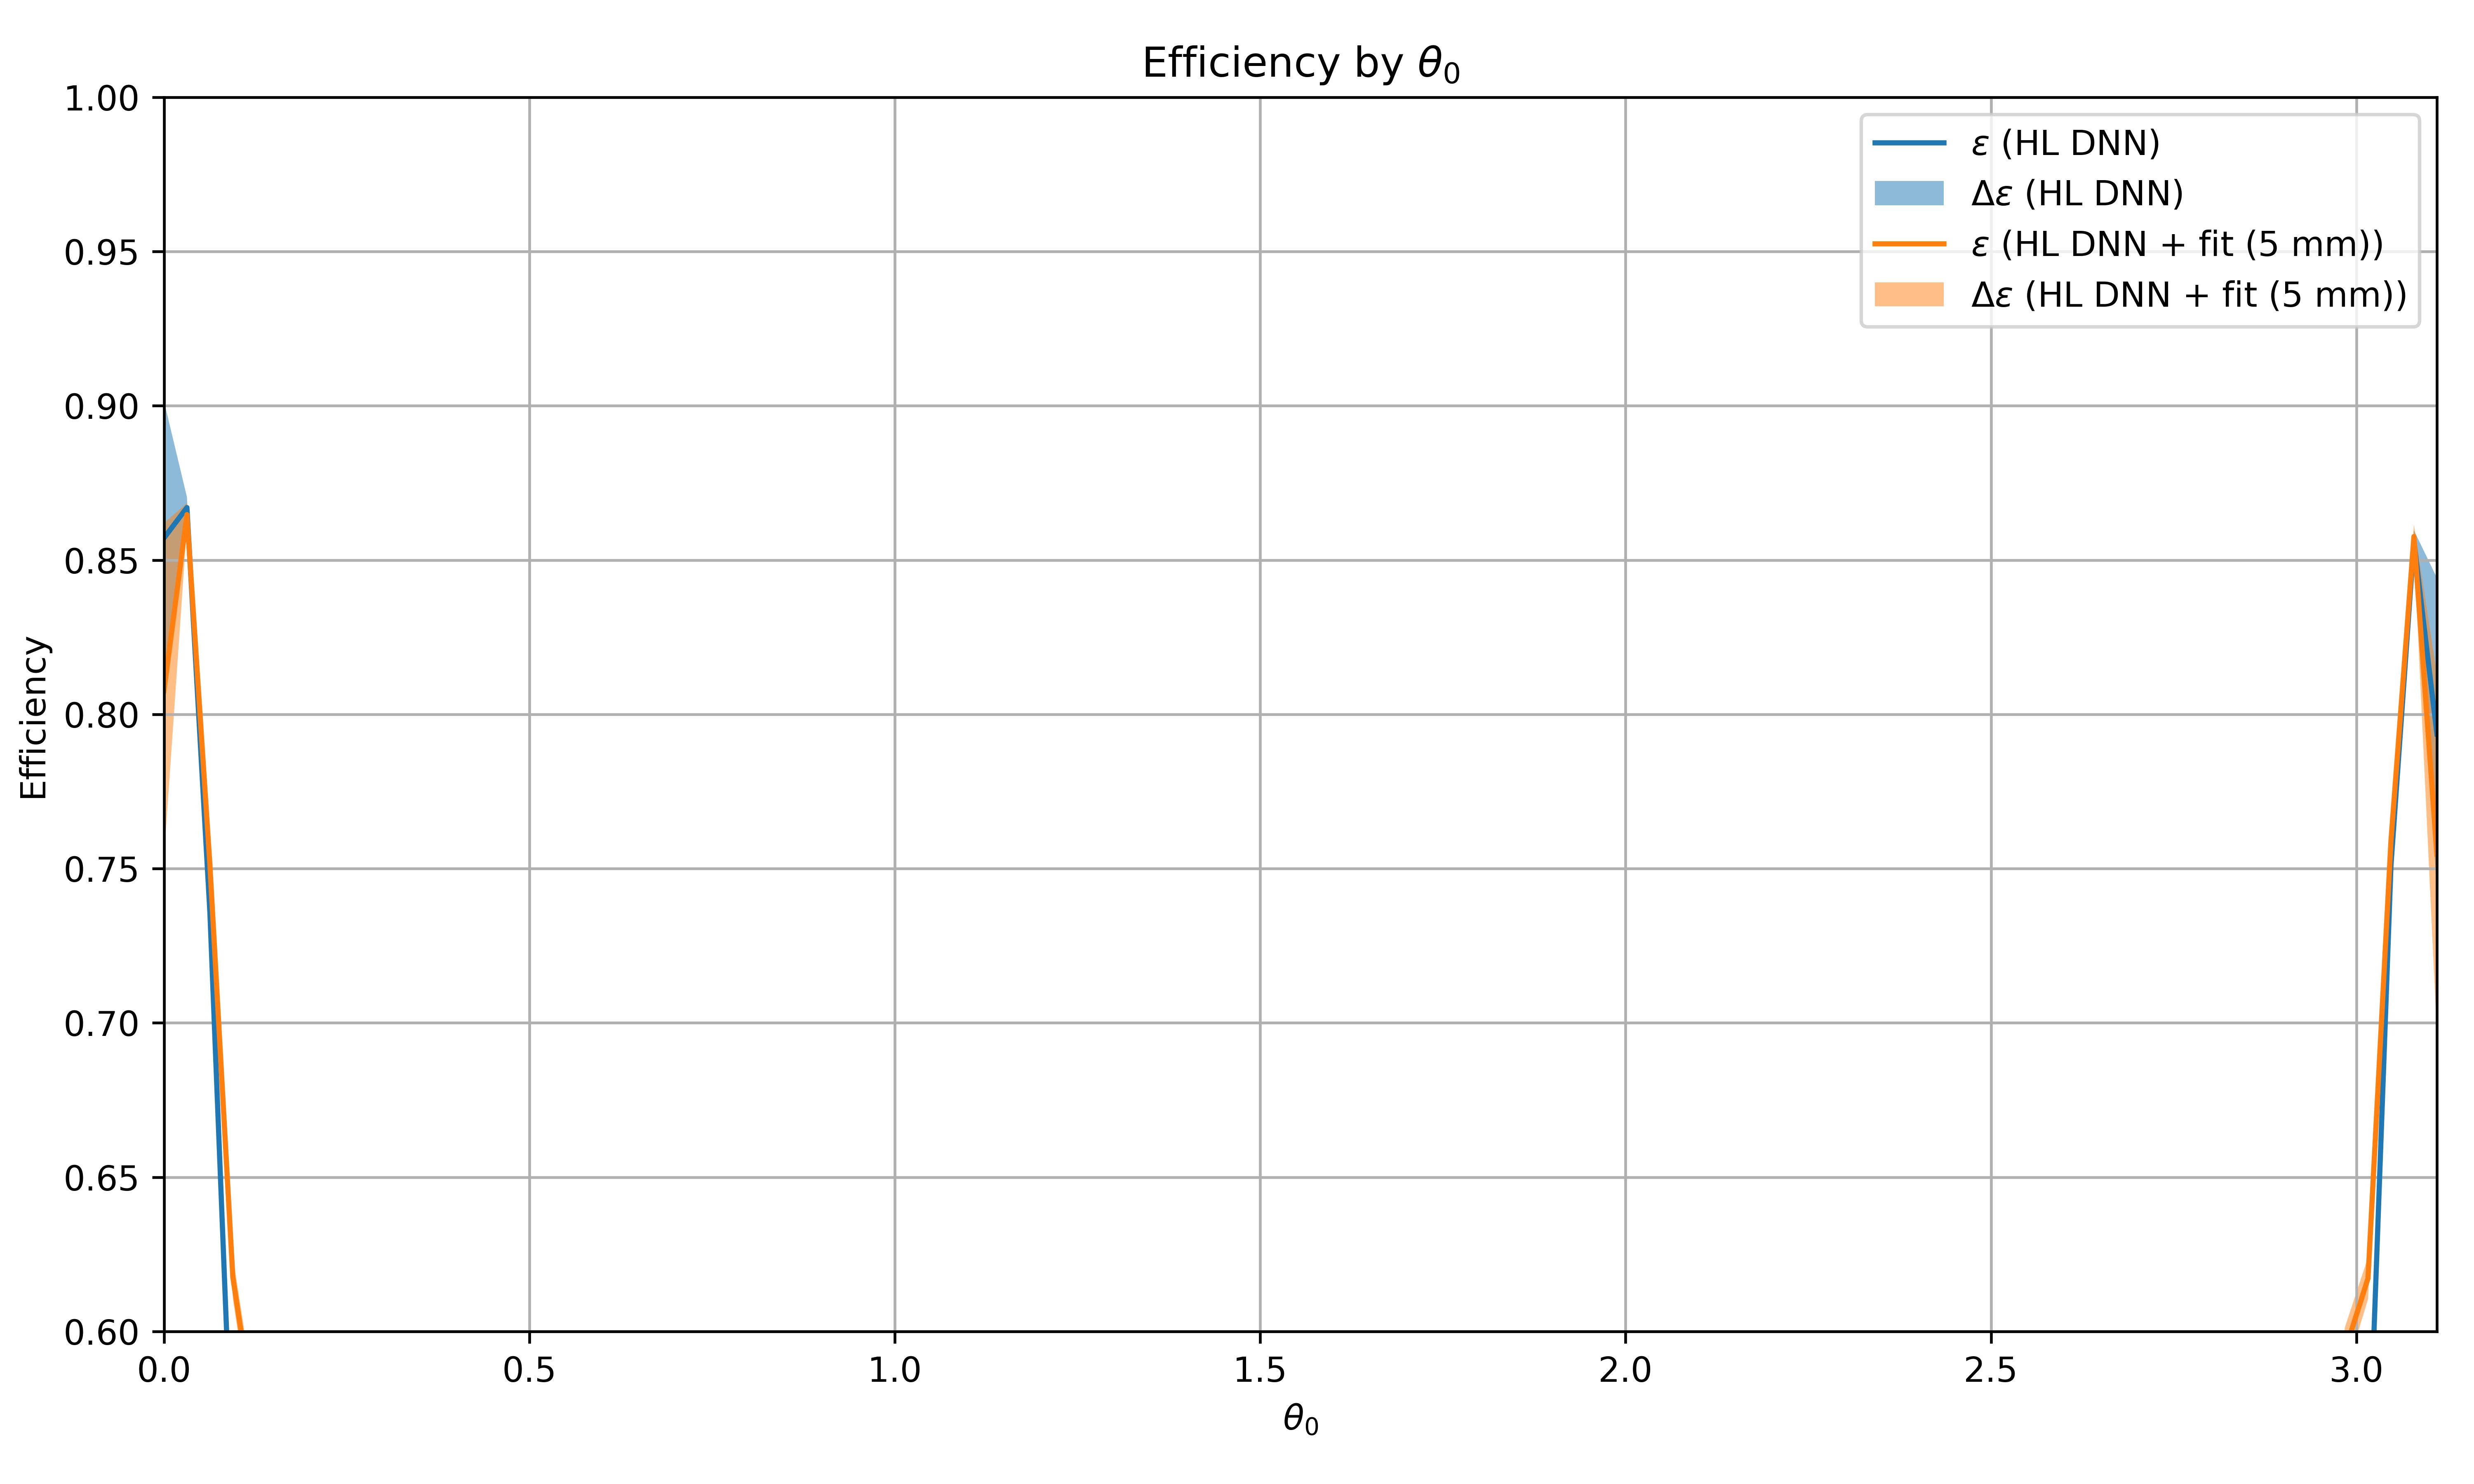 Efficiency by θ₀
1.00
0.95
0.90
0.85
0.80
0.75
0.70
0.65
0.60
Efficiency
ε (HL DNN)
Δε (HL DNN)
ε (HL DNN + fit (5 mm))
Δε (HL DNN + fit (5 mm))
0.0 0.5 1.0 1.5 2.0 2.5 3.0
θ₀